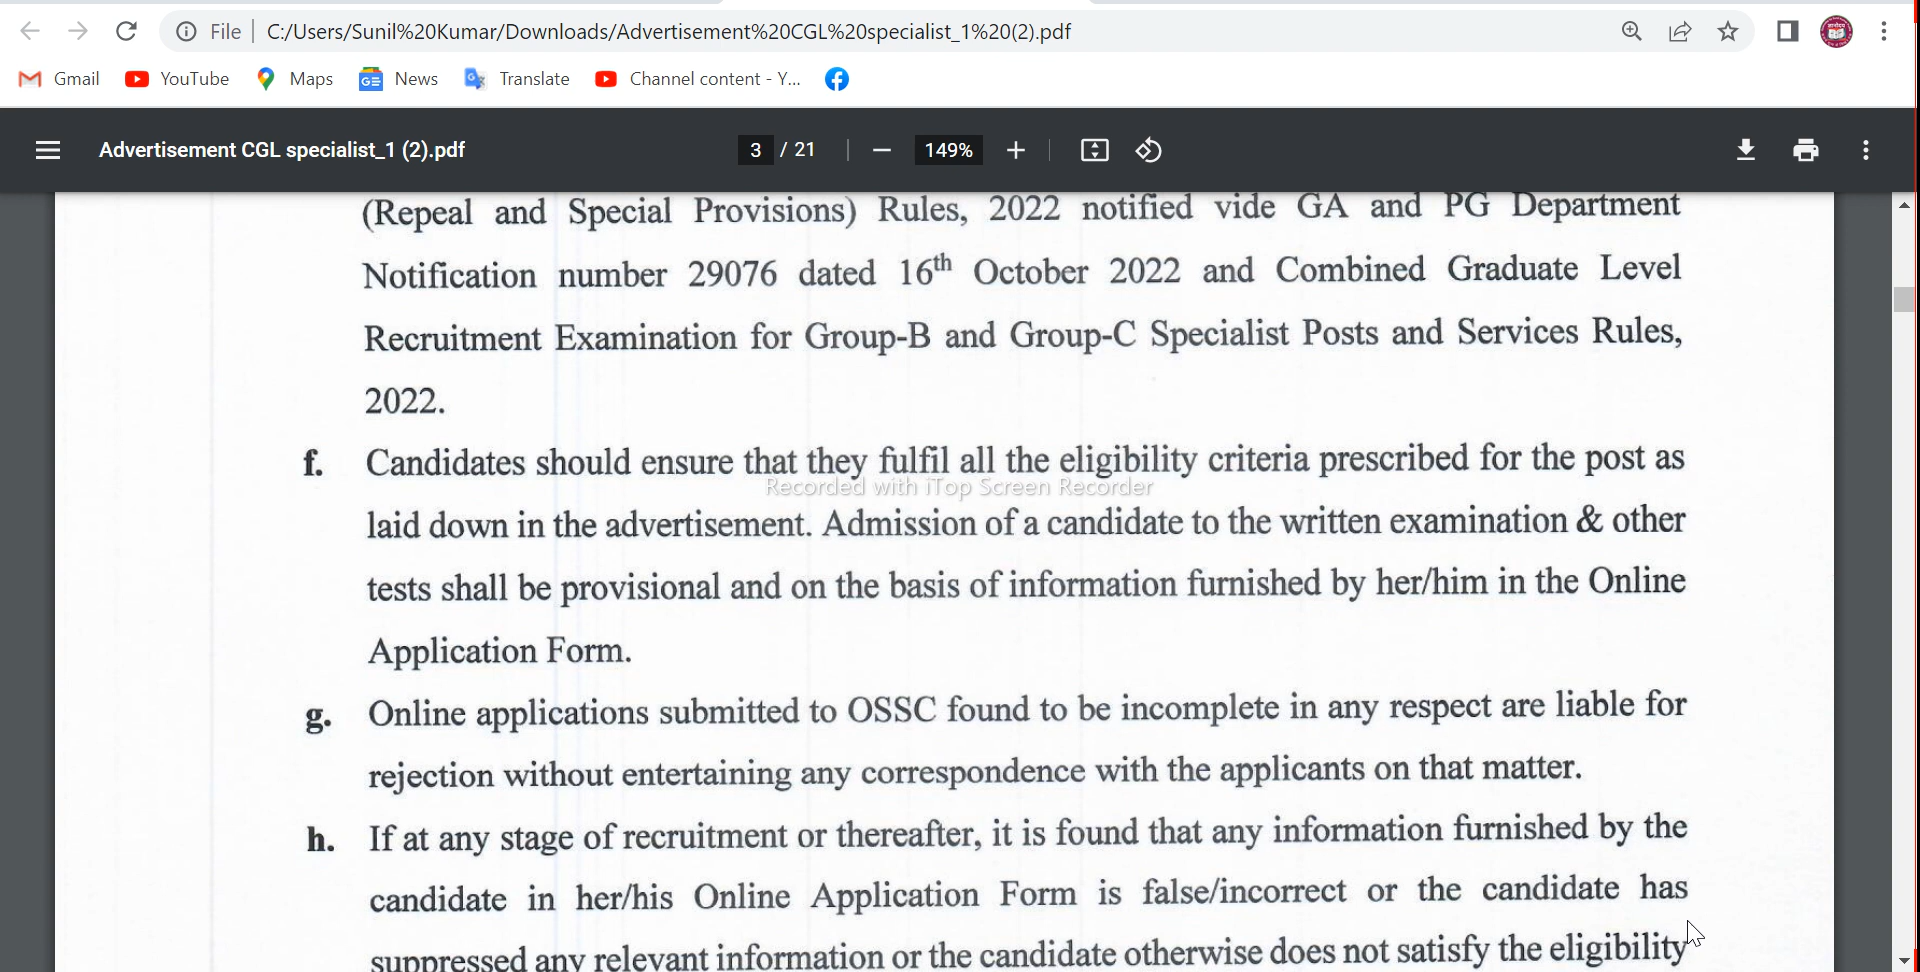 File C:/Users/Sunil%20Kumar/Downloads/Advertisement%20CGL%20specialist_1%20(2).pdf
Gmail YouTube Maps News Translate Channel content - Y...
Advertisement CGL specialist_1 (2).pdf 3 / 21 149%
(Repeal and Special Provisions) Rules, 2022 notified vide GA and PG Department
Notification number 29076 dated 16th October 2022 and Combined Graduate Level
Recruitment Examination for Group-B and Group-C Specialist Posts and Services Rules,
2022.
f. Candidates should ensure that they fulfil all the eligibility criteria prescribed for the post as
Recorded with iTop Screen Recorder
laid down in the advertisement. Admission of a candidate to the written examination & other
tests shall be provisional and on the basis of information furnished by her/him in the Online
Application Form.
g. Online applications submitted to OSSC found to be incomplete in any respect are liable for
rejection without entertaining any correspondence with the applicants on that matter.
h. If at any stage of recruitment or thereafter, it is found that any information furnished by the
candidate in her/his Online Application Form is false/incorrect or the candidate has
suppressed any relevant information or the candidate otherwise does not satisfy the eligibility